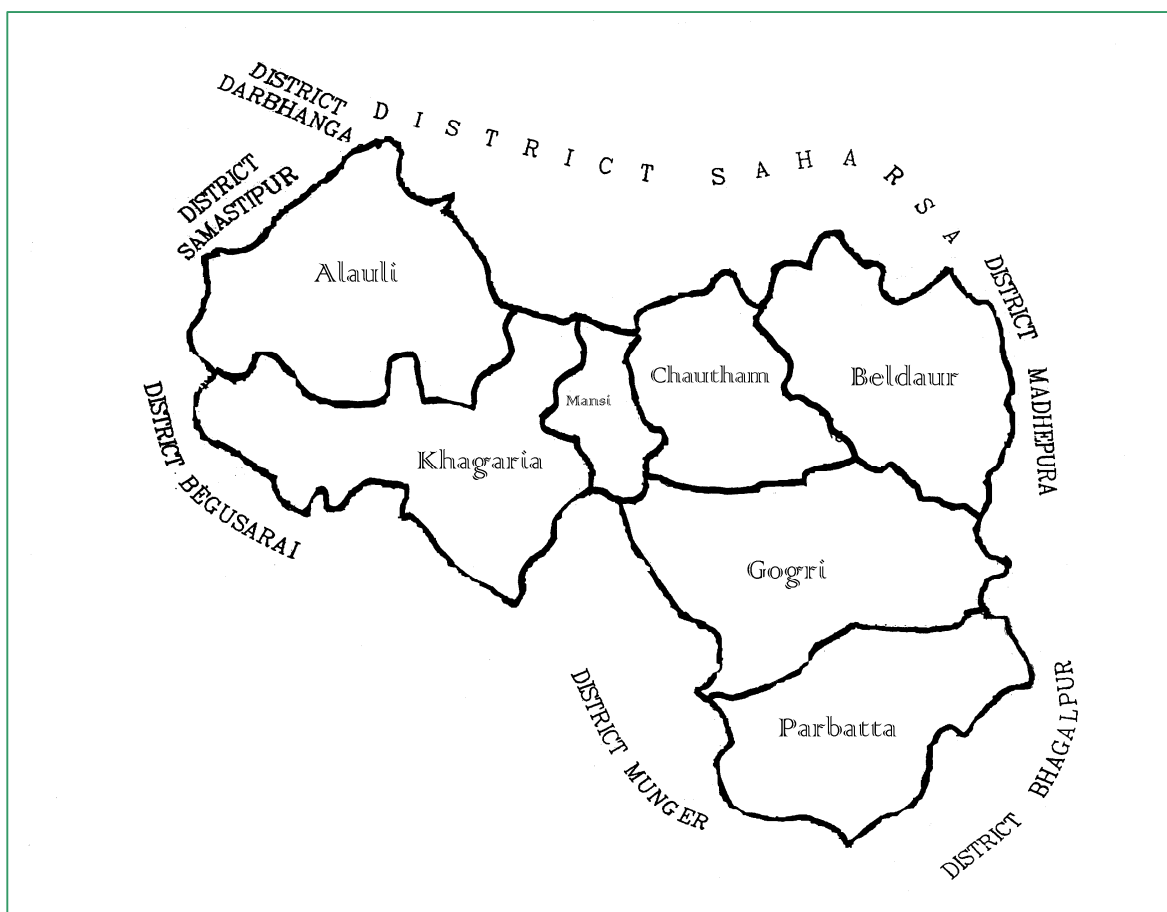 DISTRICT
DARBHANGA
DISTRICT SAHARSA
DISTRICT
SAMASTIPUR
DISTRICT MADHEPURA
Alauli
Chautham
Beldaur
Mansi
Khagaria
DISTRICT BEGUSARAI
Gogri
Parbatta
DISTRICT MUNGER
DISTRICT BHAGALPUR